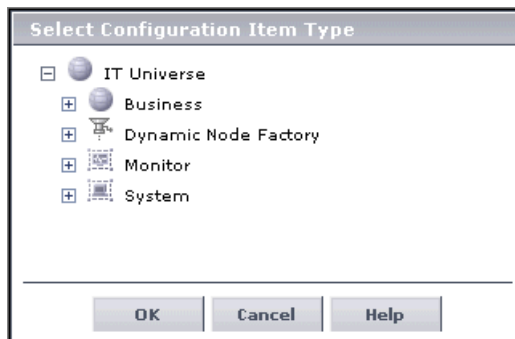 Select Configuration Item Type
IT Universe
Business
Dynamic Node Factory
Monitor
System
OK Cancel Help